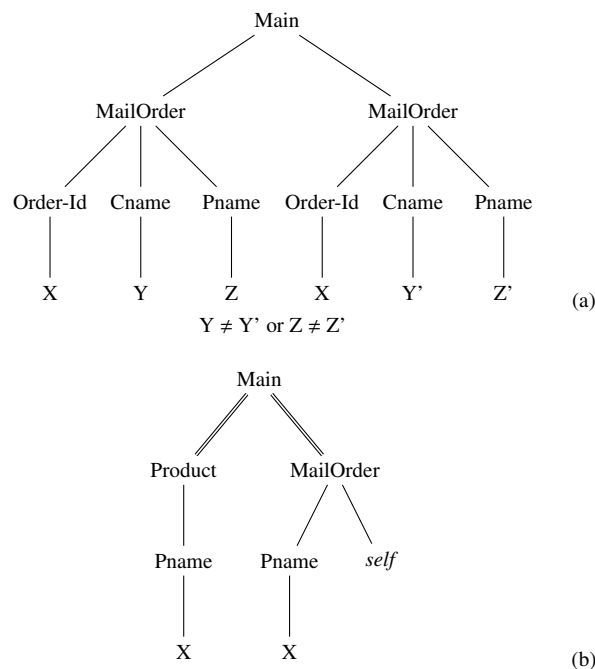 Main
MailOrder MailOrder
Order-Id Cname Pname Order-Id Cname Pname
X Y Z X Y' Z'
(a)
Y ≠ Y' or Z ≠ Z'
Main
Product MailOrder
Pname Pname self
X X
(b)